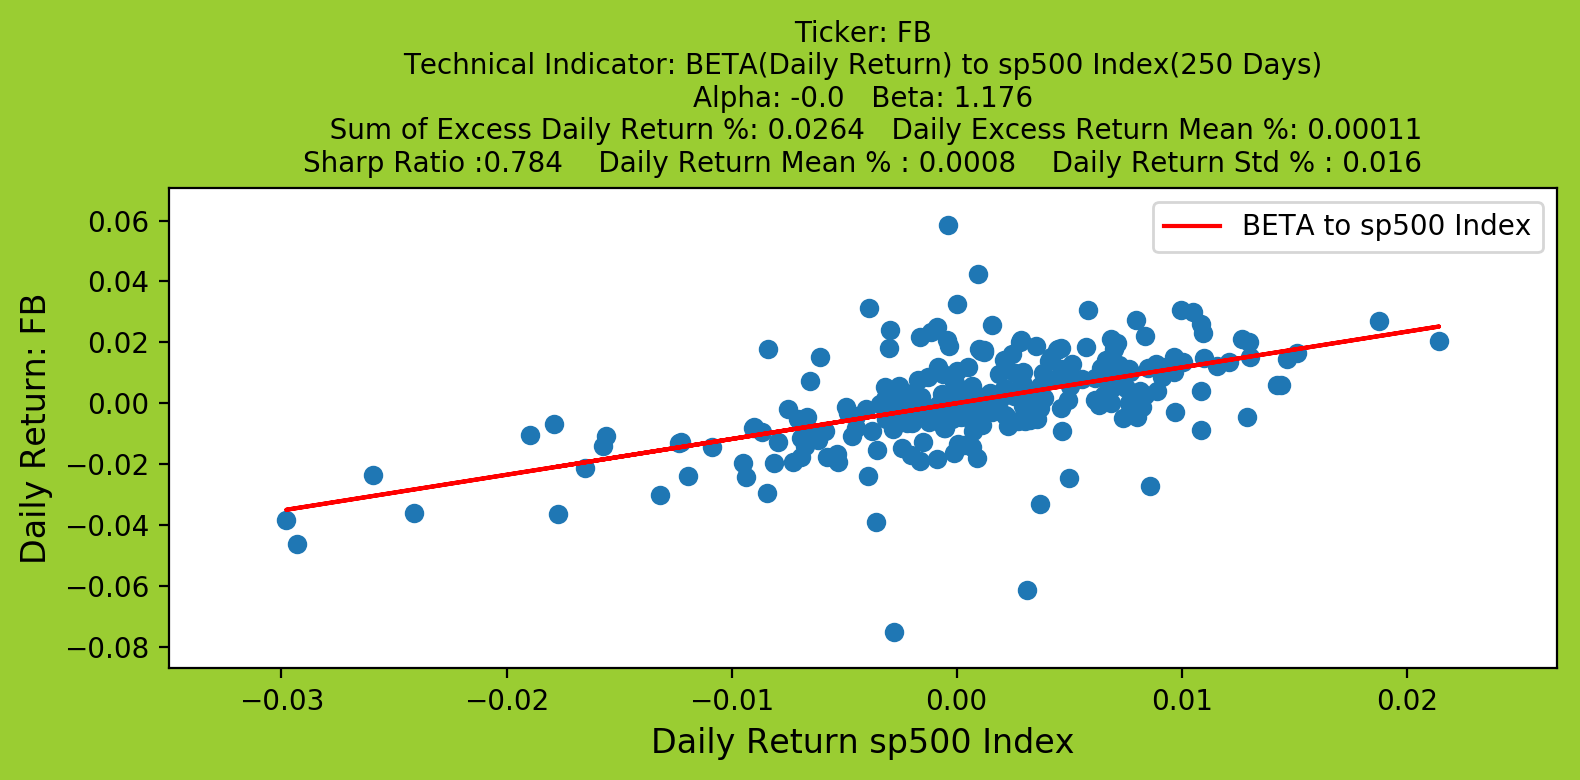 Ticker: FB
Technical Indicator: BETA(Daily Return) to sp500 Index(250 Days)
Alpha: -0.0   Beta: 1.176
Sum of Excess Daily Return %: 0.0264   Daily Excess Return Mean %: 0.00011
Sharp Ratio :0.784    Daily Return Mean % : 0.0008    Daily Return Std % : 0.016
BETA to sp500 Index
Daily Return: FB
0.06
0.04
0.02
0.00
−0.02
−0.04
−0.06
−0.08
−0.03
−0.02
−0.01
0.00
0.01
0.02
Daily Return sp500 Index